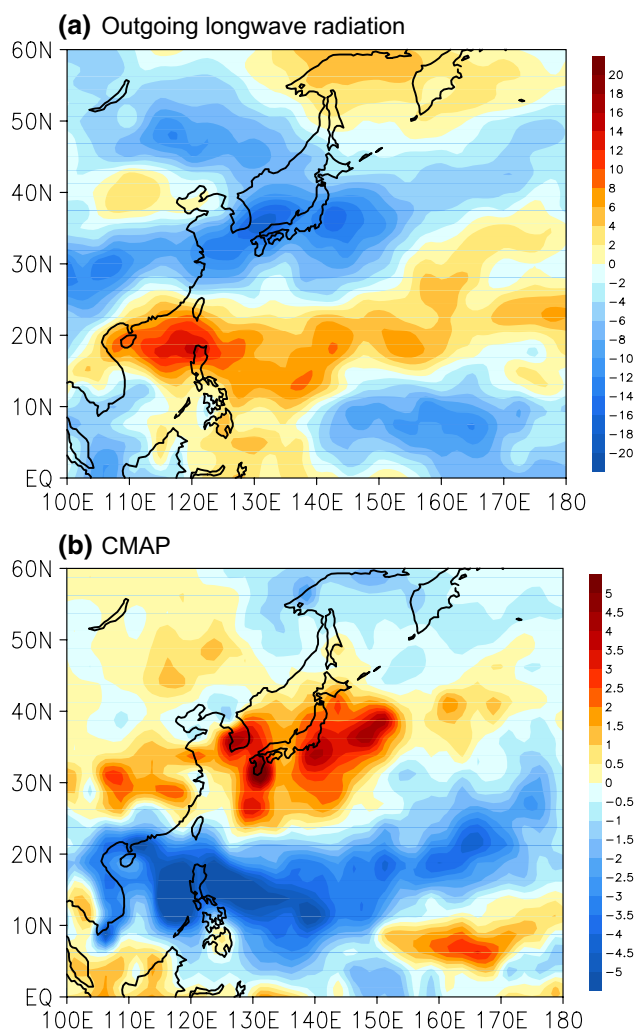 (a) Outgoing longwave radiation
60N
50N
40N
30N
20N
10N
EQ
100E 110E 120E 130E 140E 150E 160E 170E 180
20
18
16
14
12
10
8
6
4
2
0
-2
-4
-6
-8
-10
-12
-14
-16
-18
-20
(b) CMAP
60N
50N
40N
30N
20N
10N
EQ
100E 110E 120E 130E 140E 150E 160E 170E 180
5
4.5
4
3.5
3
2.5
2
1.5
1
0.5
0
-0.5
-1
-1.5
-2
-2.5
-3
-3.5
-4
-4.5
-5